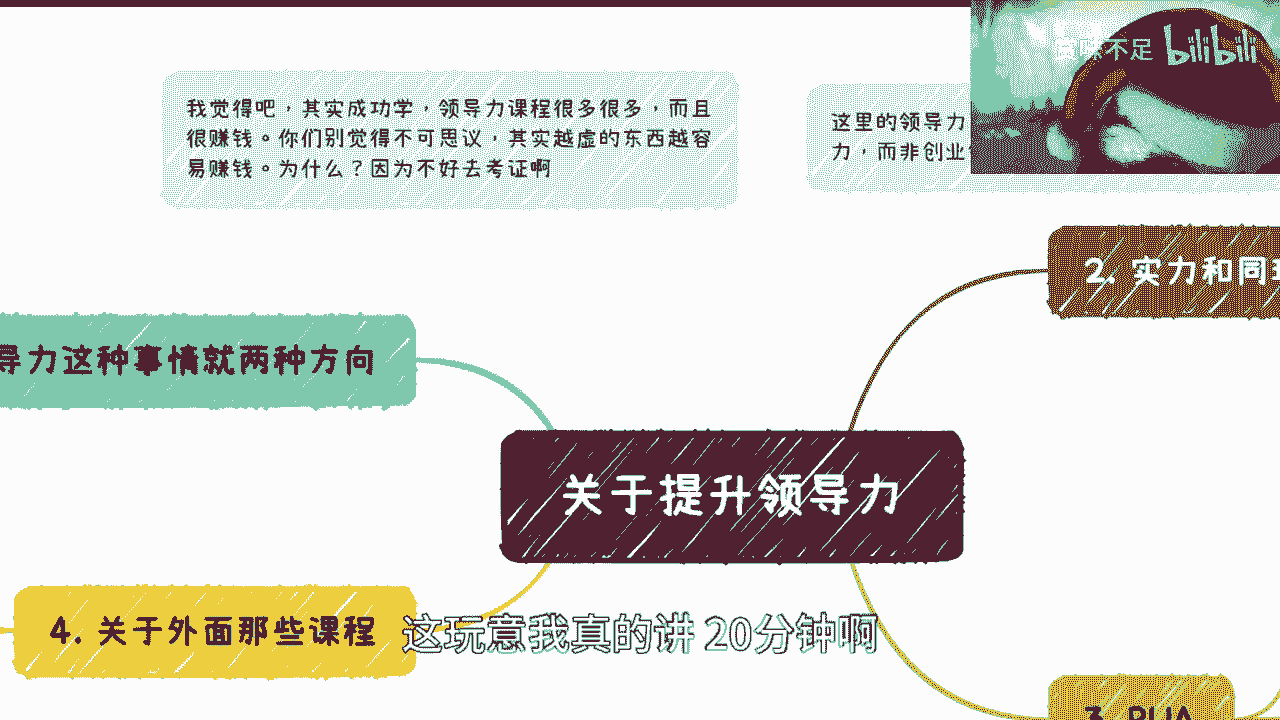 我觉得吧，其实成功学，领导力课程很多很多，而且
很赚钱。你们别觉得不可思议，其实越虚的东西越容
易赚钱。为什么？因为不好去考证啊
这里的领导力
力，而非创业
不足 bilibili
2. 实力和同
导力这种事情就两种方向
关于提升领导力
4. 关于外面那些课程
这玩意我真的讲 20分钟啊
3. PUA